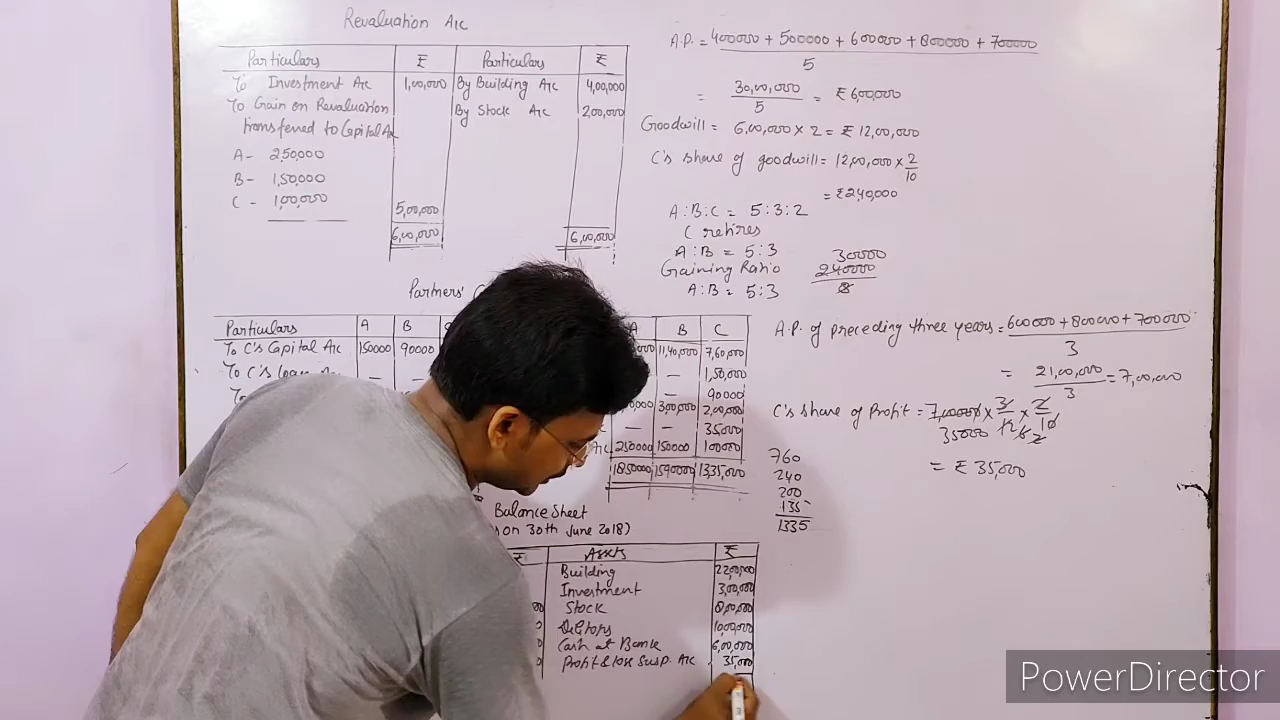 Revaluation A/c
Particulars ₹ Particulars ₹
To Investment A/c 1,00,000 By Building A/c 4,00,000
To Gain on Revaluation By Stock A/c 2,00,000
transferred to Capital A/c
A- 2,50,000
B- 1,50,000
C- 1,00,000
5,00,000
6,00,000 6,00,000
Partners'
Particulars A B A B C
To C's Capital A/c 150000 90000 11,40,000 7,60,000
To C's loan — — — 1,50,000
— 90000
300,000 2,00,000
— — 35000
250000 150000 100000
1850000 1590000 13,35,000
Balance Sheet
on 30th June 2018)
₹ Assets ₹
Building 22,00,000
Investment 3,00,000
Stock 8,00,000
Debtors 10,00,000
Cash at Bank 6,00,000
Profit & loss Susp. A/c 35,000
A.P. = 400000 + 500000 + 600000 + 800000 + 700000
5
= 30,00,000 = ₹ 6,00,000
5
Goodwill = 6,00,000 × 2 = ₹ 12,00,000
C's share of goodwill = 12,00,000 × 2
10
= ₹ 2,40,000
A:B:C = 5:3:2
C retires
A:B = 5:3 30000
Gaining Ratio 240000
A:B = 5:3 8
A.P. of preceding three years = 600000 + 800000 + 700000
3
= 21,00,000 = 7,00,000
3
C's share of Profit = 7,00,000 × 3 × 2
35000 12 10
= ₹ 35,000
760
240
200
135
1335
PowerDirector